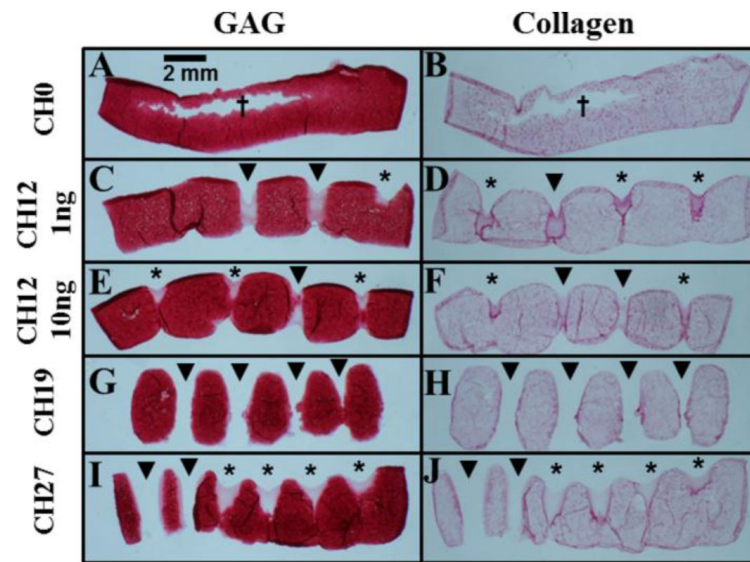 GAG Collagen
CH0
A 2 mm † B †
CH12
1ng
C * D * * *
CH12
10ng
E * * * F * *
CH19
G H
CH27
I * * * * J * * * *